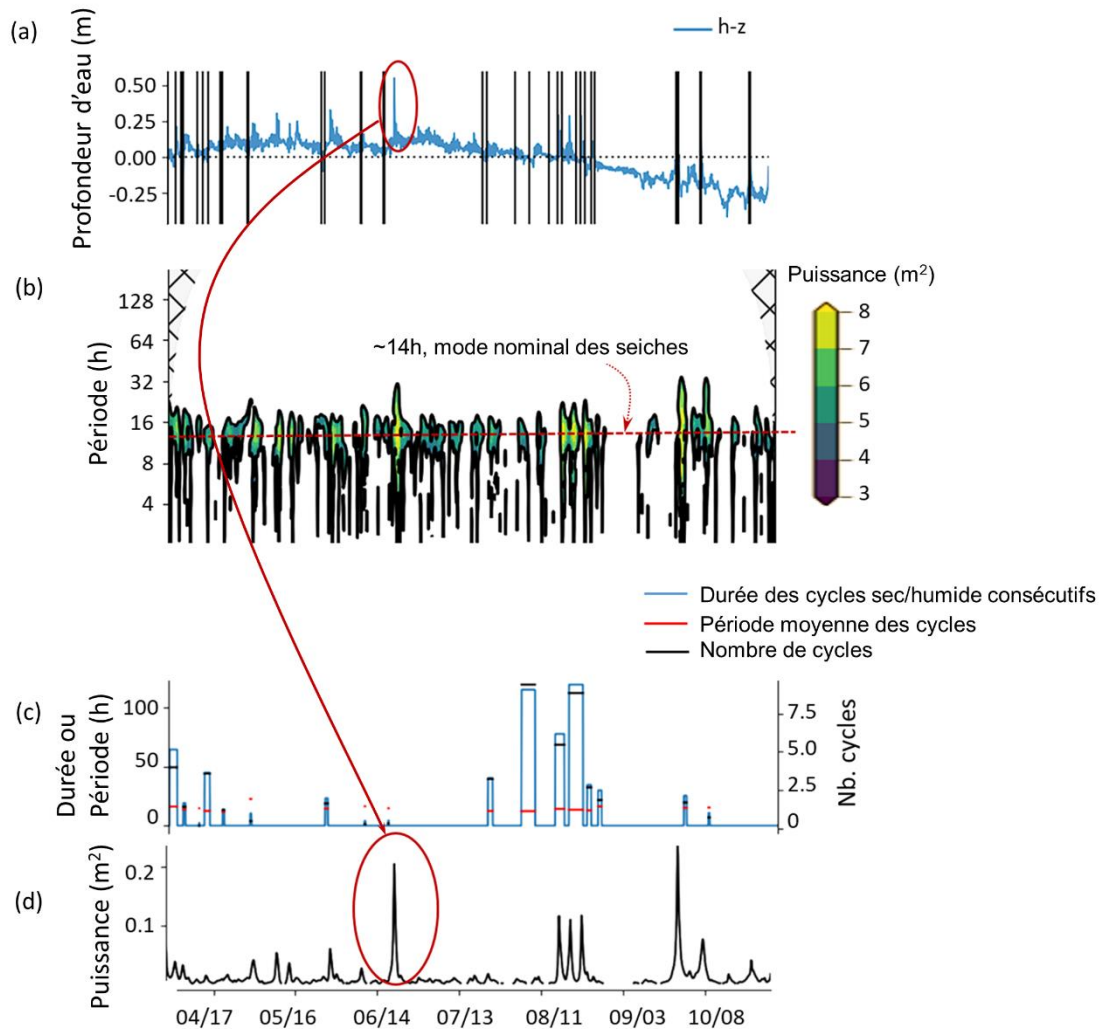 (a)
Profondeur d'eau (m)
h-z
0.50
0.25
0.00
-0.25
(b)
Puissance (m²)
Période (h)
128
64
32
16
8
4
~14h, mode nominal des seiches
8
7
6
5
4
3
Durée des cycles sec/humide consécutifs
Période moyenne des cycles
Nombre de cycles
(c)
Durée ou
Période (h)
100
50
0
7.5
5.0
2.5
0
Nb. cycles
(d)
Puissance (m²)
0.2
0.1
04/17 05/16 06/14 07/13 08/11 09/03 10/08